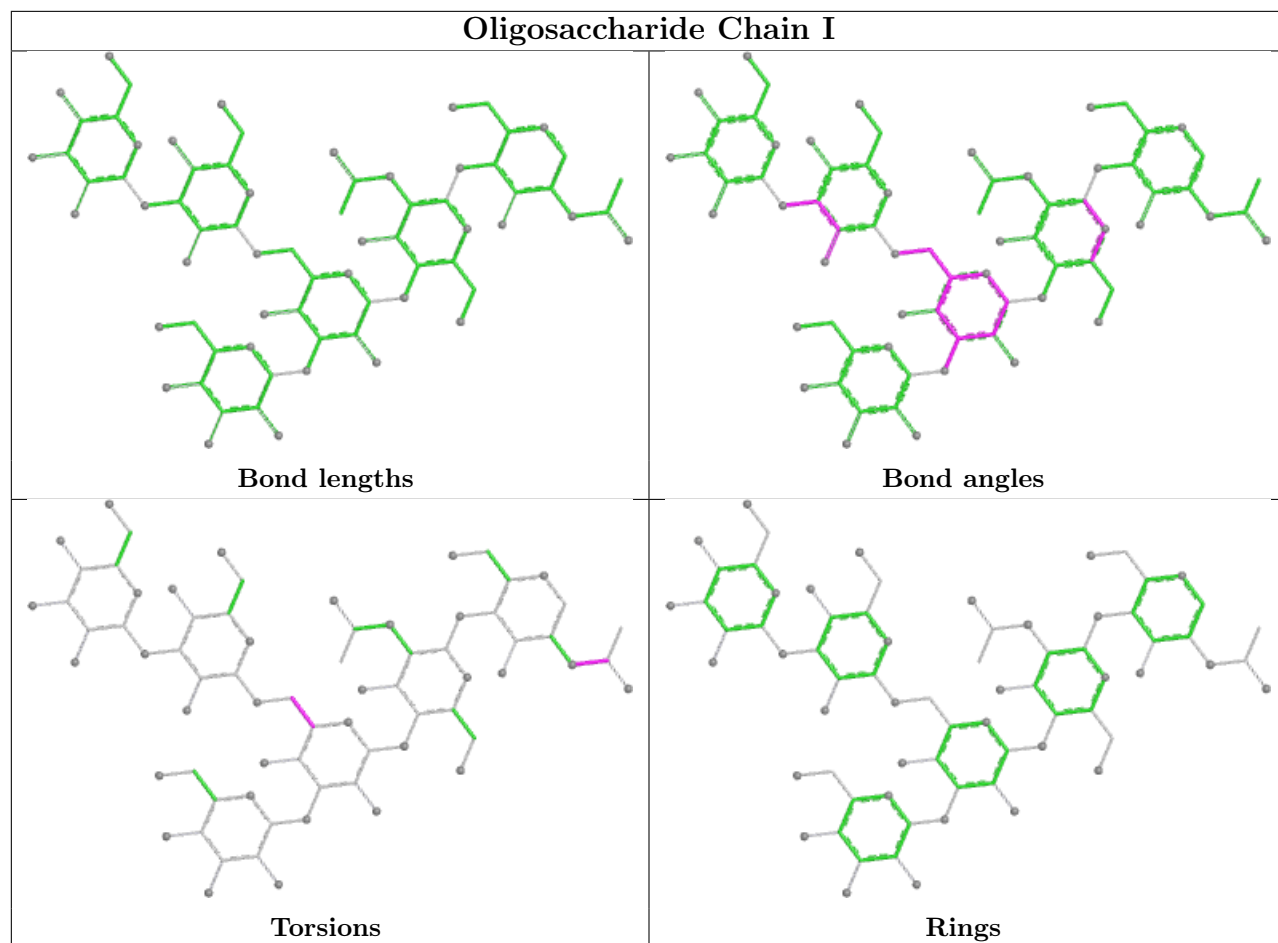 Oligosaccharide Chain I
Bond lengths
Bond angles
Torsions
Rings